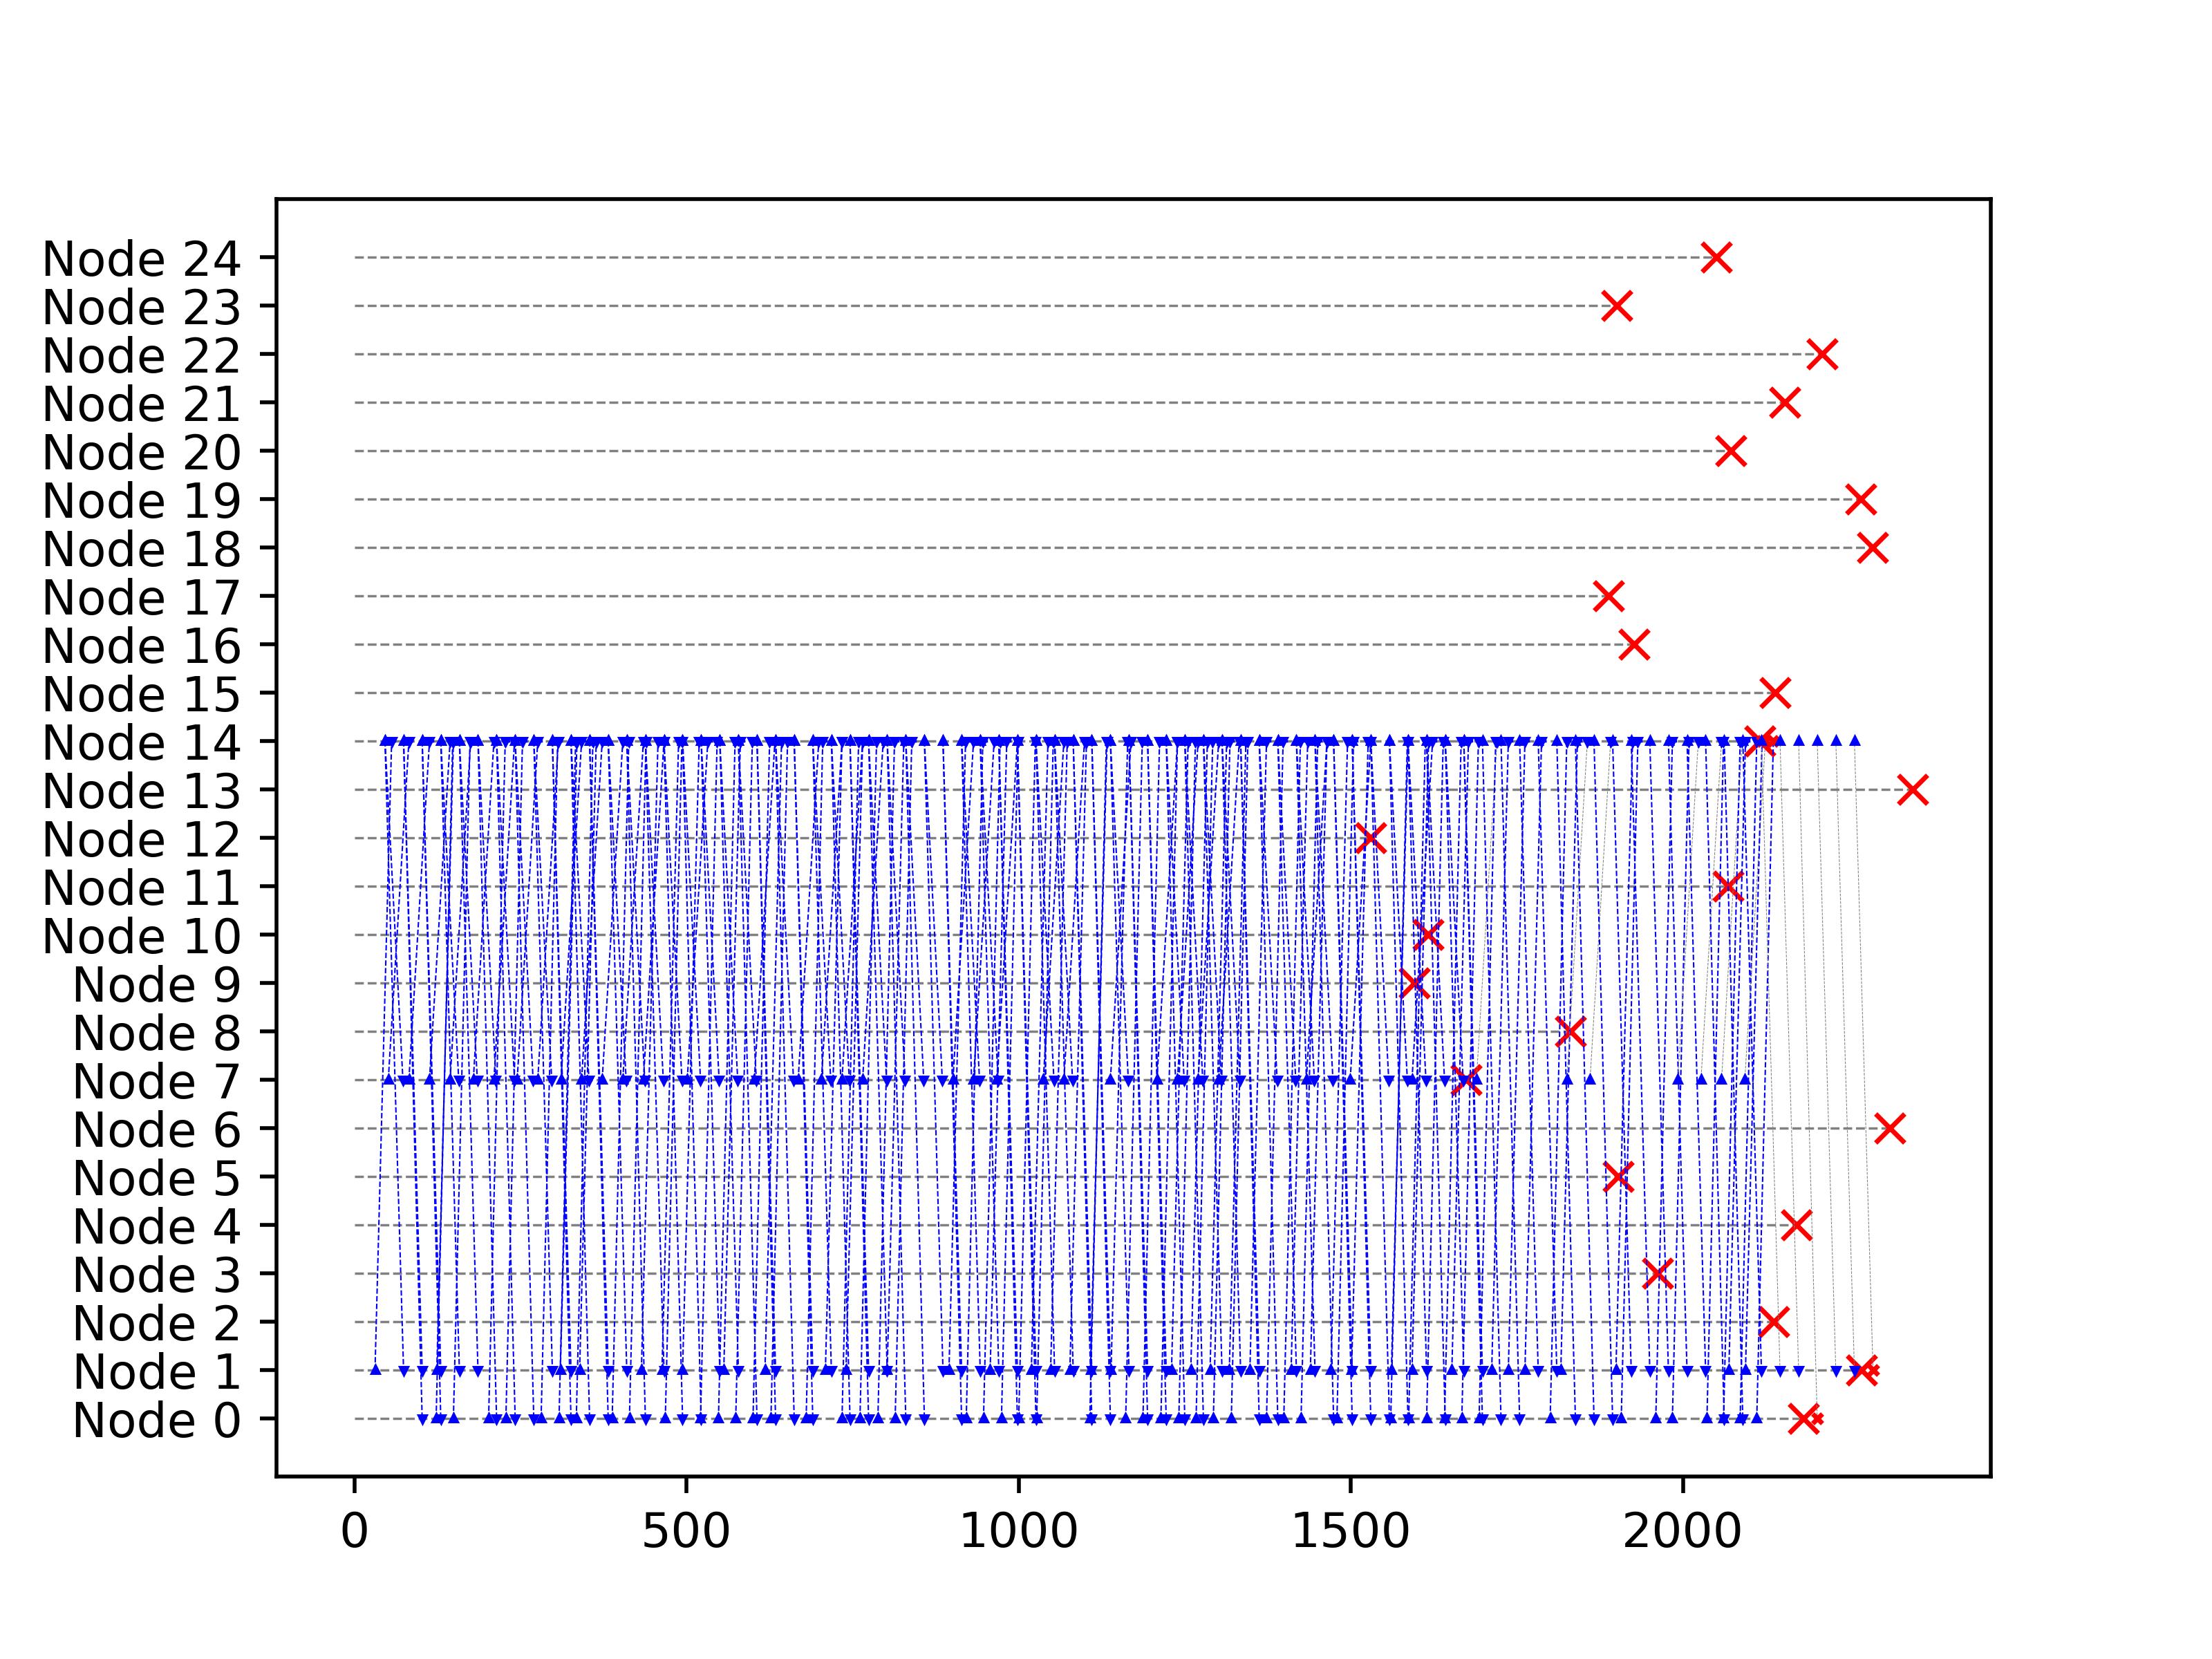 Node 24
Node 23
Node 22
Node 21
Node 20
Node 19
Node 18
Node 17
Node 16
Node 15
Node 14
Node 13
Node 12
Node 11
Node 10
Node 9
Node 8
Node 7
Node 6
Node 5
Node 4
Node 3
Node 2
Node 1
Node 0
0 500 1000 1500 2000